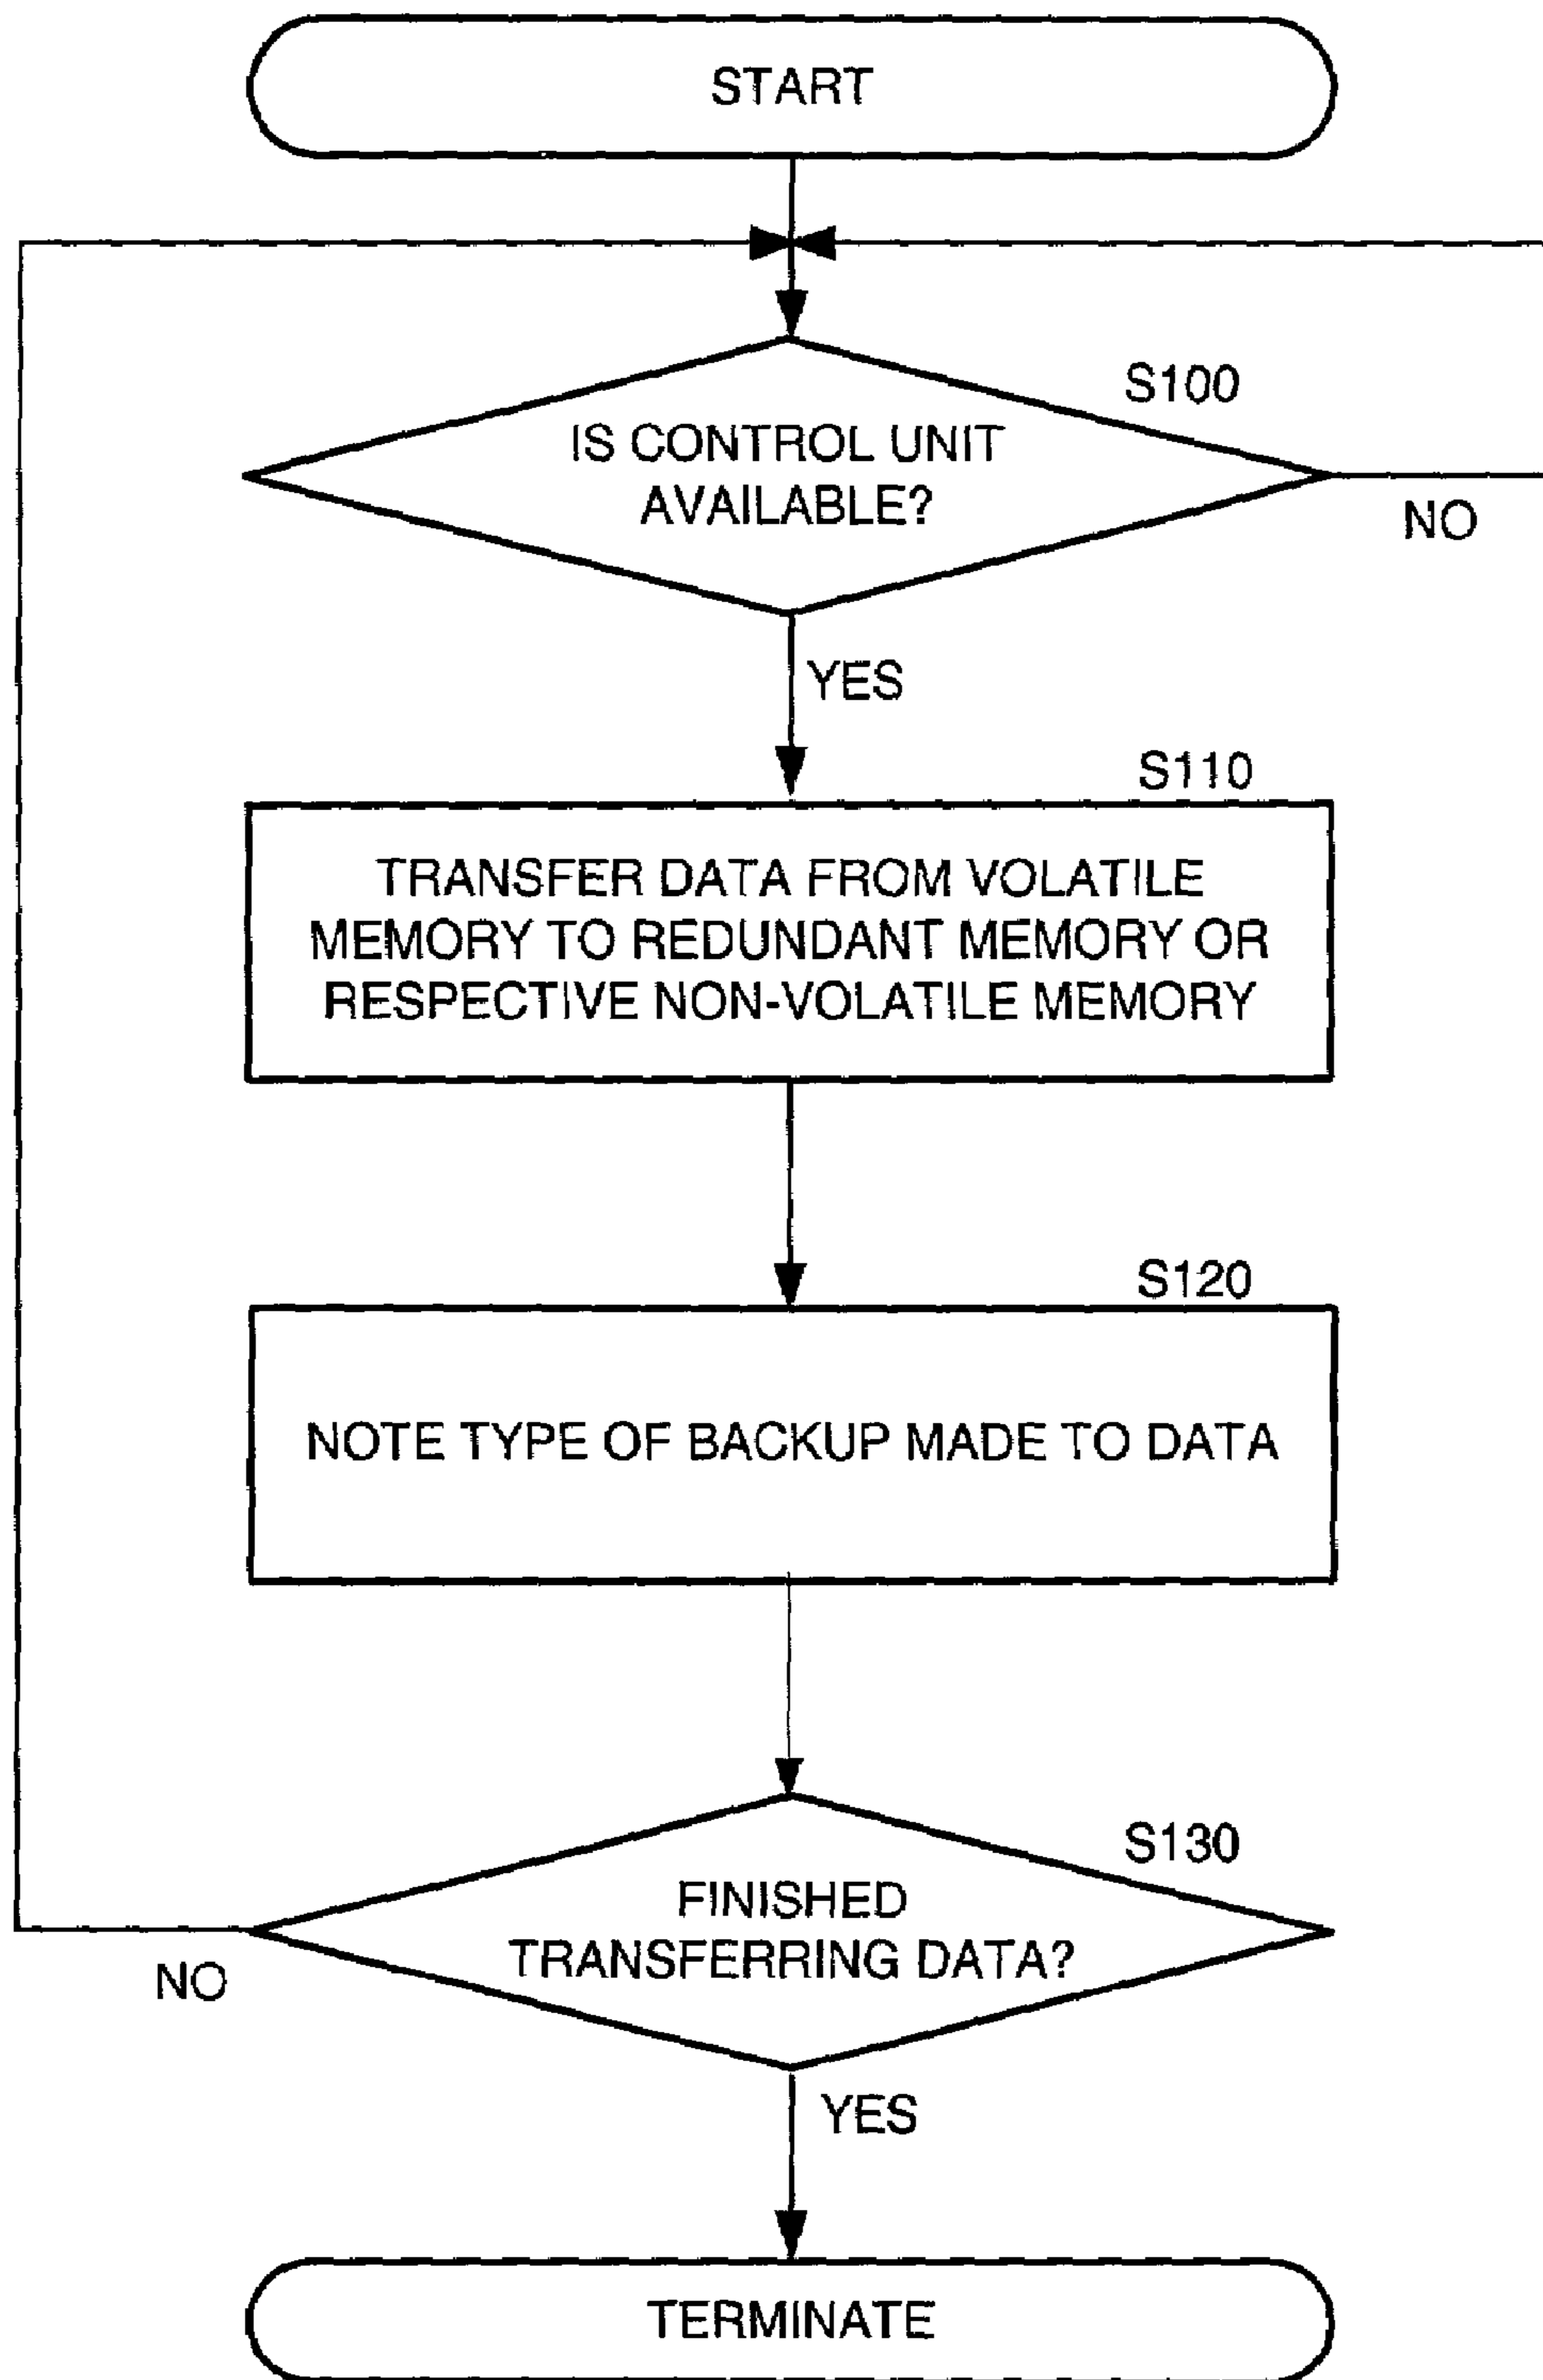 START
S100
IS CONTROL UNIT
AVAILABLE?
NO
YES
S110
TRANSFER DATA FROM VOLATILE
MEMORY TO REDUNDANT MEMORY OR
RESPECTIVE NON-VOLATILE MEMORY
S120
NOTE TYPE OF BACKUP MADE TO DATA
S130
FINISHED
TRANSFERRING DATA?
NO
YES
TERMINATE